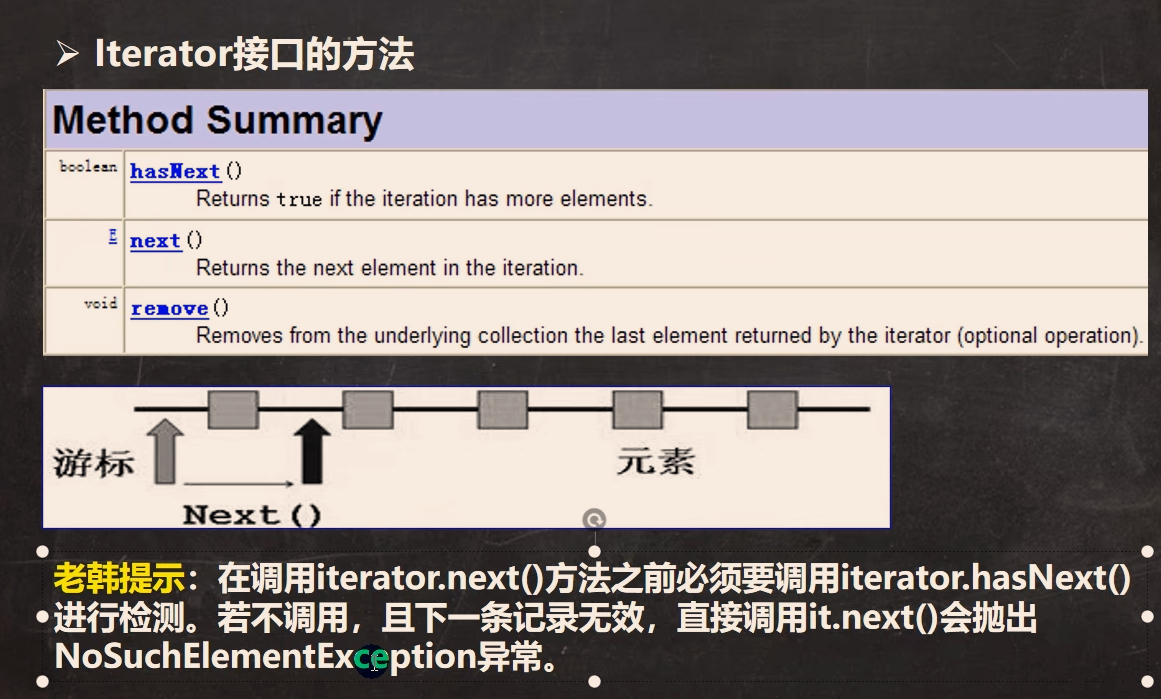 Iterator接口的方法
Method Summary
boolean hasNext()
Returns true if the iteration has more elements.
E next()
Returns the next element in the iteration.
void remove()
Removes from the underlying collection the last element returned by the iterator (optional operation).
游标
元素
Next()
老韩提示：在调用iterator.next()方法之前必须要调用iterator.hasNext()
进行检测。若不调用，且下一条记录无效，直接调用it.next()会抛出
NoSuchElementException异常。